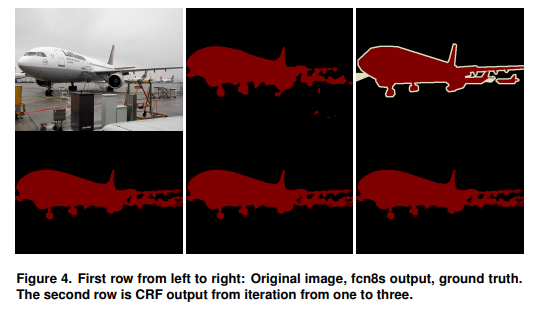 Lufthansa
Figure 4. First row from left to right: Original image, fcn8s output, ground truth.
The second row is CRF output from iteration from one to three.